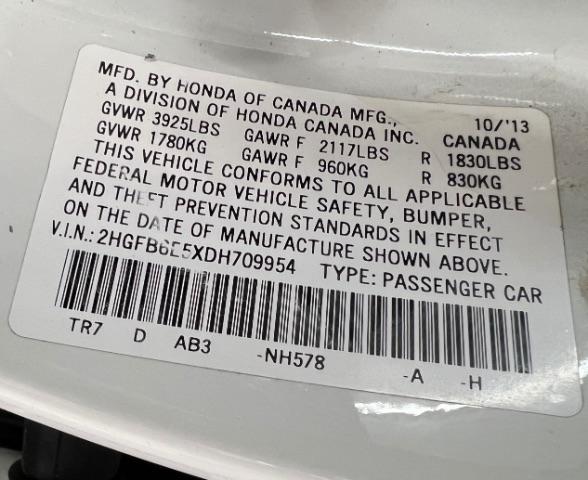 MFD. BY HONDA OF CANADA MFG., 10/'13
A DIVISION OF HONDA CANADA INC. CANADA
GVWR 3925LBS GAWR F 2117LBS R 1830LBS
GVWR 1780KG GAWR F 960KG R 830KG
THIS VEHICLE CONFORMS TO ALL APPLICABLE
FEDERAL MOTOR VEHICLE SAFETY, BUMPER,
AND THEFT PREVENTION STANDARDS IN EFFECT
ON THE DATE OF MANUFACTURE SHOWN ABOVE.
V.I.N.: 2HGFB6E5XDH709954 TYPE: PASSENGER CAR
TR7 D AB3 -NH578 -A -H